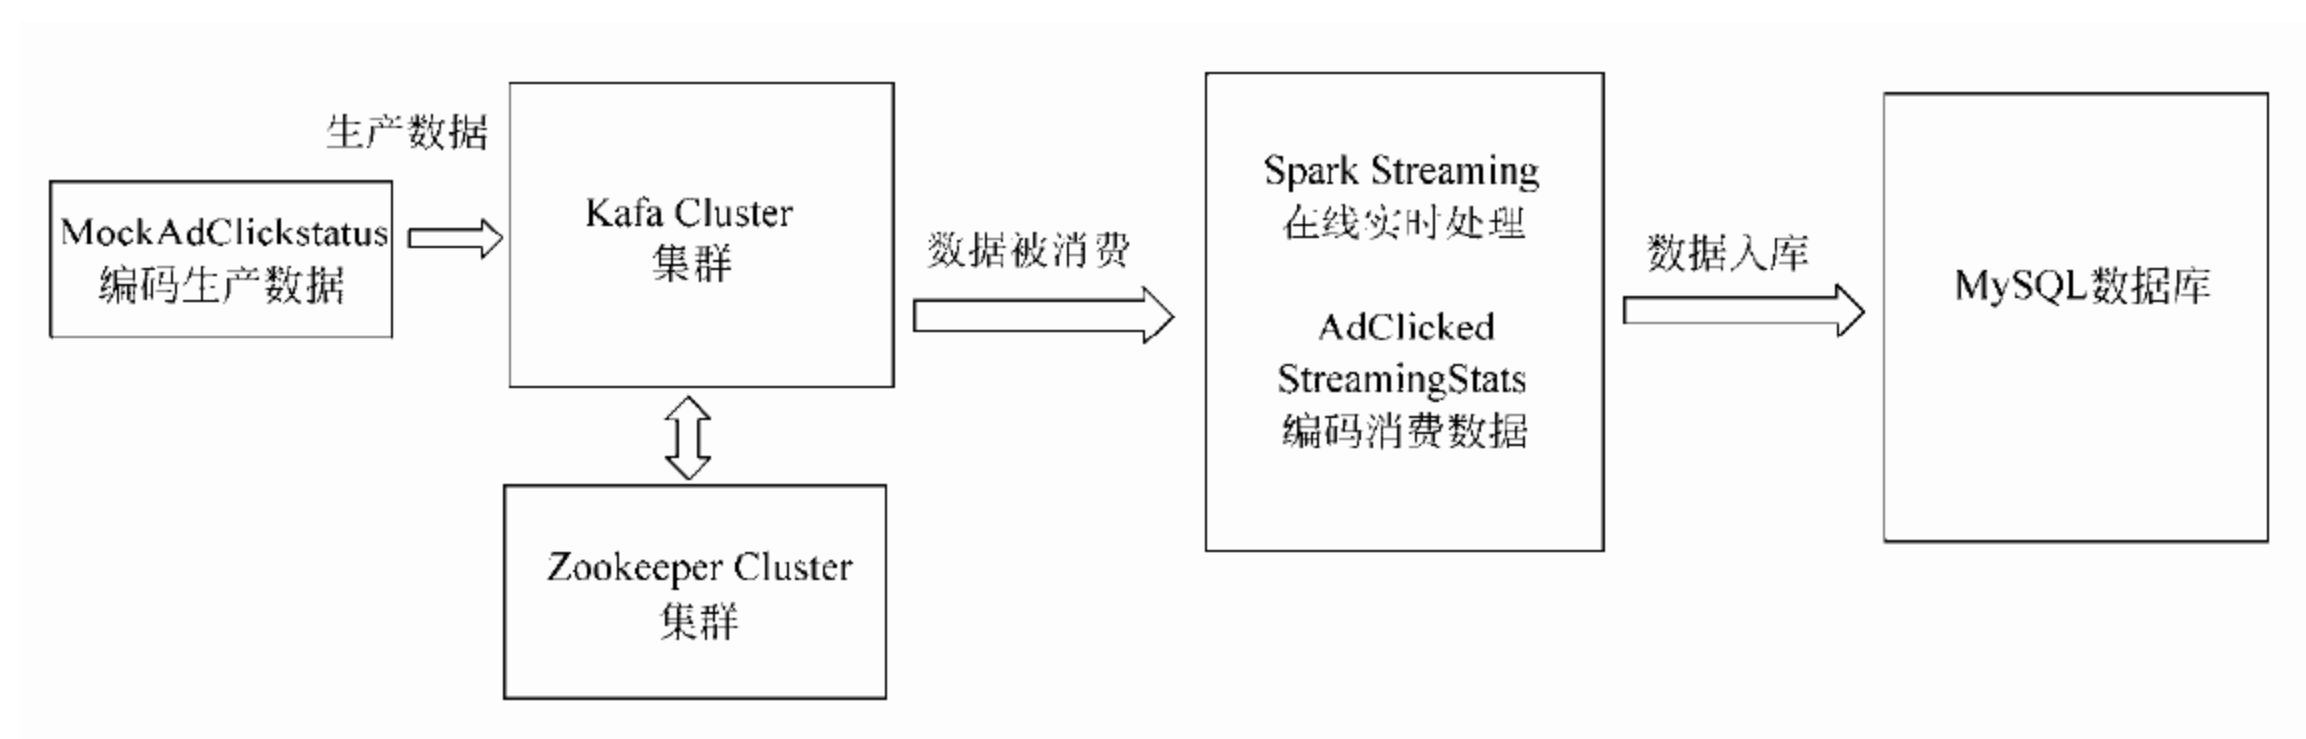 生产数据
MockAdClickstatus
编码生产数据
Kafa Cluster
集群
Zookeeper Cluster
集群
数据被消费
Spark Streaming
在线实时处理
AdClicked
StreamingStats
编码消费数据
数据入库
MySQL数据库